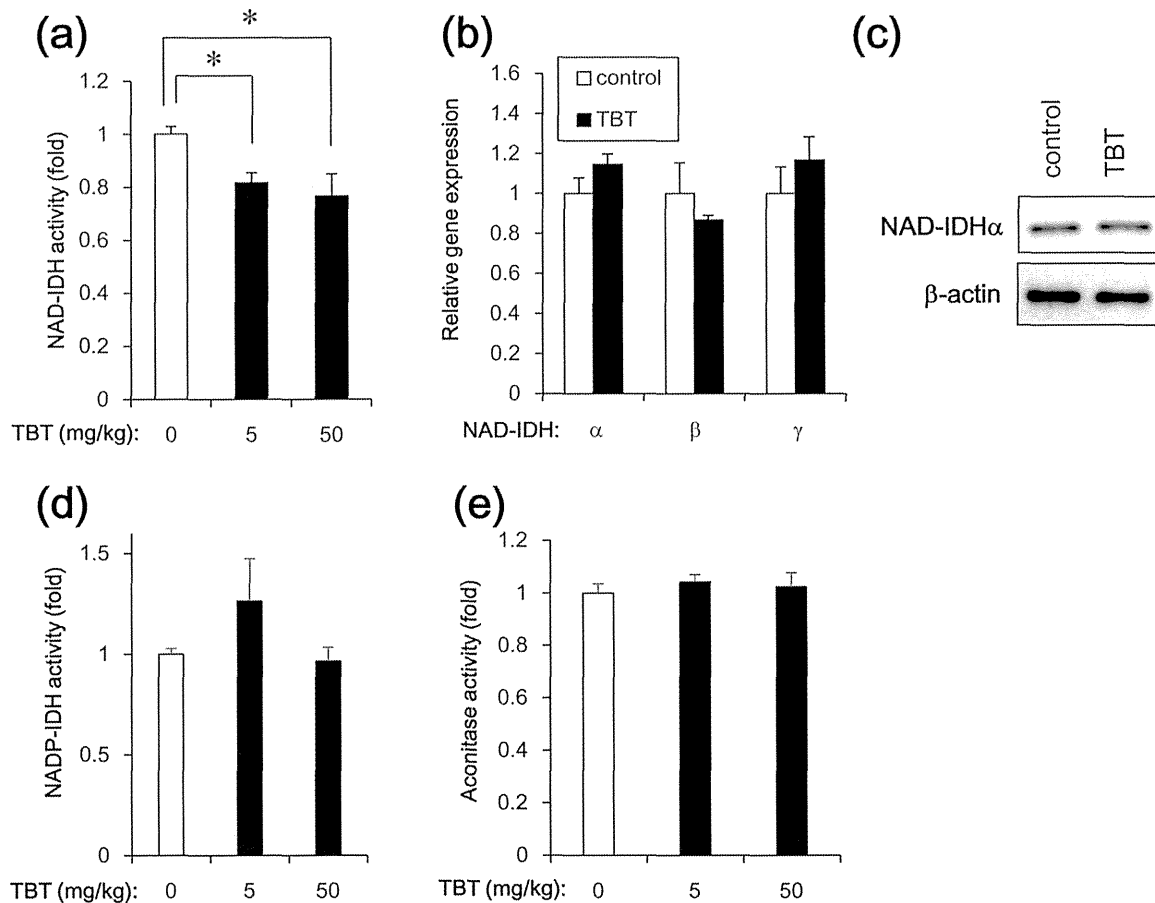 (a)
*
*
1.2
1
0.8
0.6
0.4
0.2
0
NAD-IDH activity (fold)
TBT (mg/kg): 0 5 50
(b)
control
TBT
1.6
1.4
1.2
1
0.8
0.6
0.4
0.2
0
Relative gene expression
NAD-IDH: α β γ
(c)
control
TBT
NAD-IDHα
β-actin
(d)
1.5
1
0.5
0
NADP-IDH activity (fold)
TBT (mg/kg): 0 5 50
(e)
1.2
1
0.8
0.6
0.4
0.2
0
Aconitase activity (fold)
TBT (mg/kg): 0 5 50